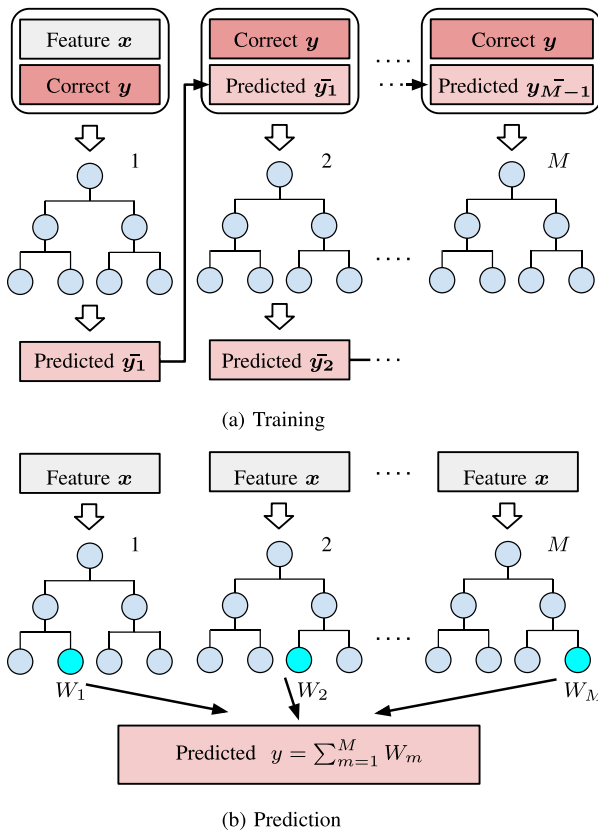 Feature x
Correct y
Correct y
Predicted ȳ₁
....
. . .
Correct y
Predicted ȳ_{M−1}
1
2
M
....
Predicted ȳ₁
Predicted ȳ₂
...
(a) Training
Feature x
Feature x
....
Feature x
1
2
M
....
W₁
W₂
W_M
Predicted y = ∑_{m=1}^{M} W_m
(b) Prediction